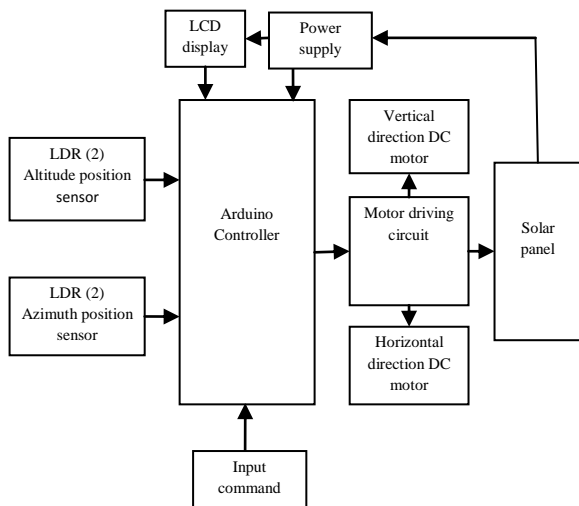 LCD
display
Power
supply
LDR (2)
Altitude position
sensor
Vertical
direction DC
motor
Arduino
Controller
Motor driving
circuit
Solar
panel
LDR (2)
Azimuth position
sensor
Horizontal
direction DC
motor
Input
command